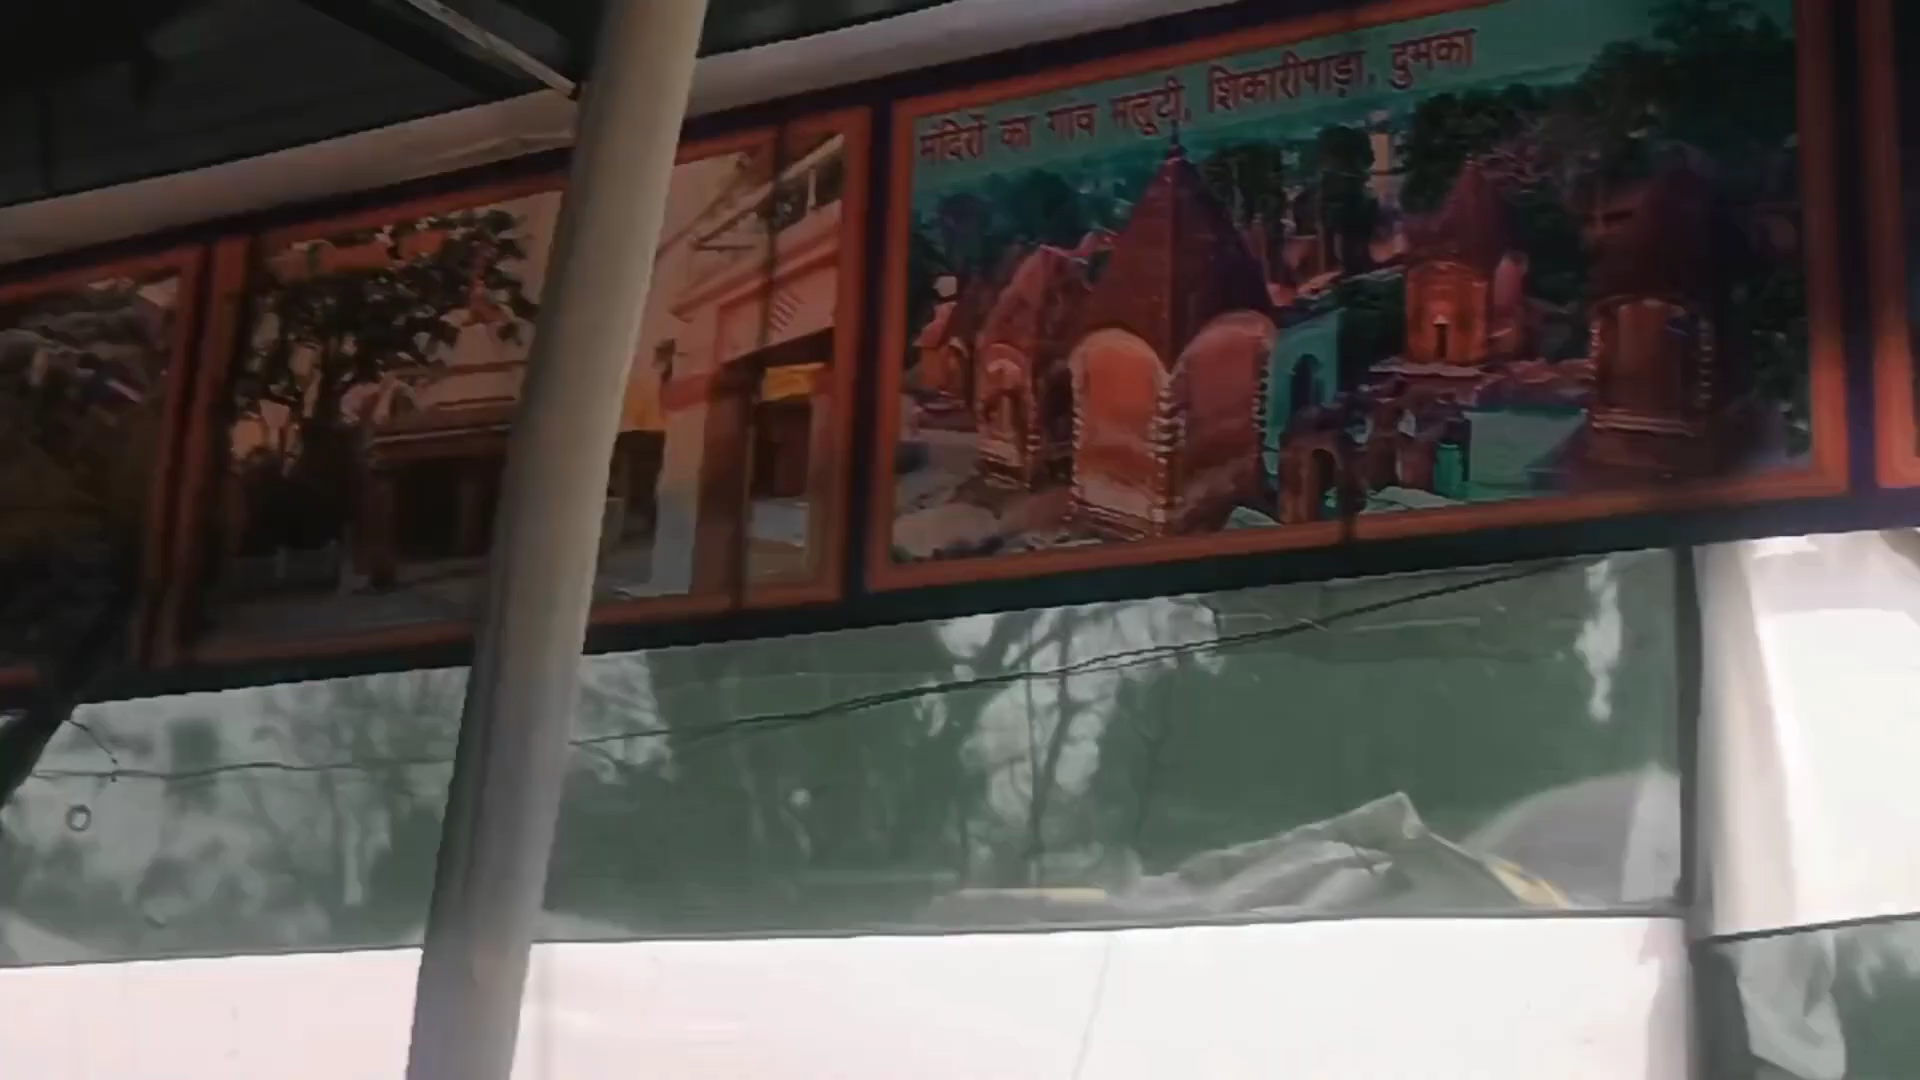 मंदिरों का गांव मलूटी, शिकारीपाड़ा, दुमका